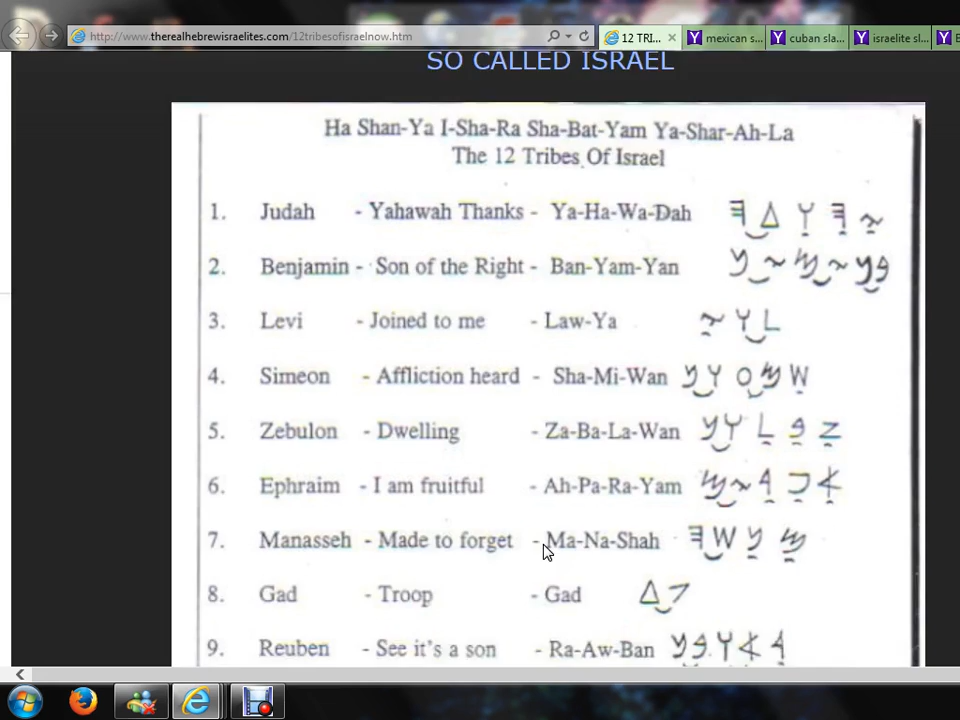 http://www.therealhebrewisraelites.com/12tribesofisraelnow.htm
12 TRI...
mexican s...
cuban sla...
israelite sl...
SO CALLED ISRAEL
Ha Shan-Ya I-Sha-Ra Sha-Bat-Yam Ya-Shar-Ah-La
The 12 Tribes Of Israel
1. Judah - Yahawah Thanks - Ya-Ha-Wa-Dah
2. Benjamin - Son of the Right - Ban-Yam-Yan
3. Levi - Joined to me - Law-Ya
4. Simeon - Affliction heard - Sha-Mi-Wan
5. Zebulon - Dwelling - Za-Ba-La-Wan
6. Ephraim - I am fruitful - Ah-Pa-Ra-Yam
7. Manasseh - Made to forget - Ma-Na-Shah
8. Gad - Troop - Gad
9. Reuben - See it's a son - Ra-Aw-Ban